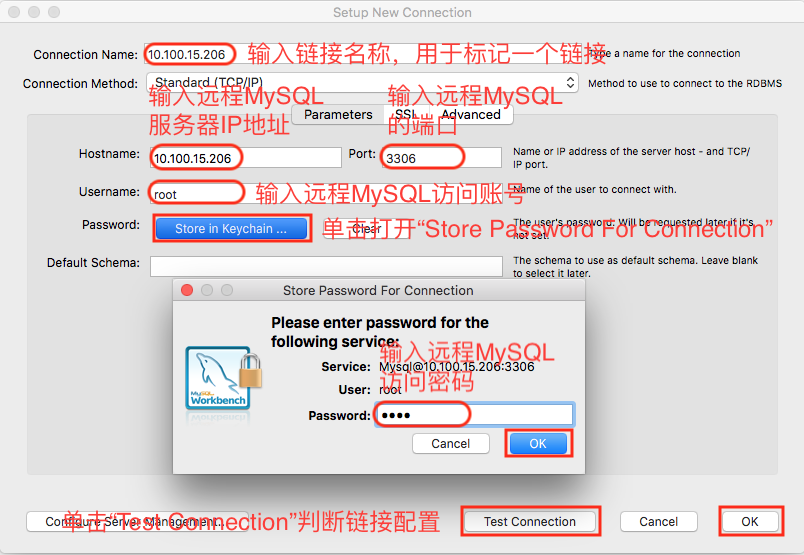 Setup New Connection
Connection Name: 10.100.15.206 输入链接名称，用于标记一个链接 Type a name for the connection
Connection Method: Standard (TCP/IP) Method to use to connect to the RDBMS
输入远程MySQL
服务器IP地址
输入远程MySQL
的端口
Parameters SSL Advanced
Hostname: 10.100.15.206 Port: 3306 Name or IP address of the server host - and TCP/
IP port.
Username: root 输入远程MySQL访问账号 Name of the user to connect with.
Password: Store in Keychain ... Clear The user's password. Will be requested later if it's
not set.
单击打开“Store Password For Connection”
Default Schema: The schema to use as default schema. Leave blank
to select it later.
Store Password For Connection
Please enter password for the
following service:
输入远程MySQL
访问密码
Service: Mysql@10.100.15.206:3306
User: root
MySQL
Workbench
Password: ••••
Cancel OK
Configure Server Management...
单击“Test Connection”判断链接配置
Test Connection Cancel OK